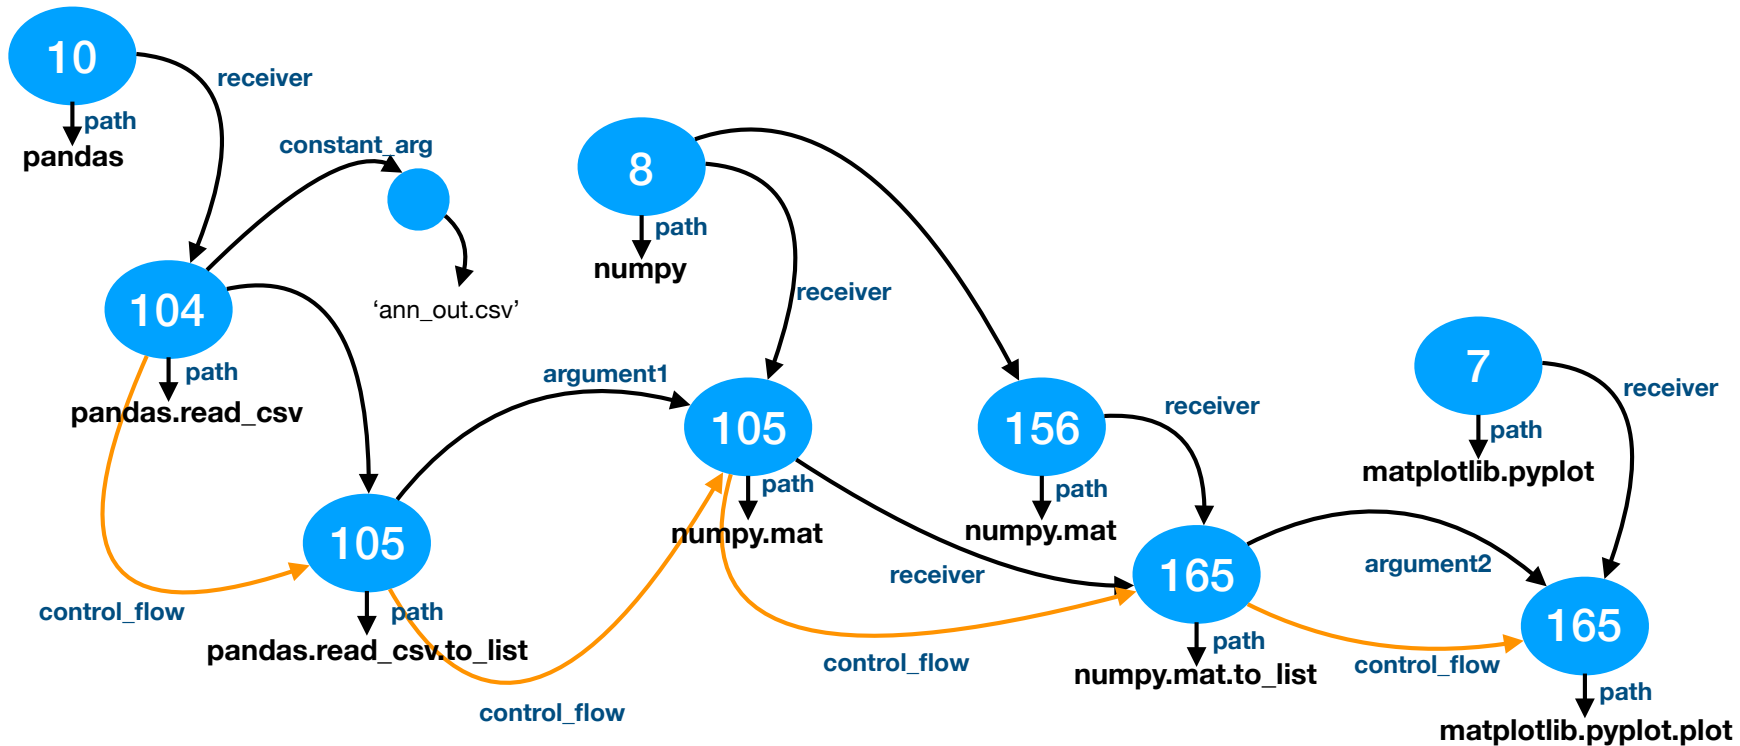 10
receiver
path
pandas
constant_arg
'ann_out.csv'
104
path
pandas.read_csv
control_flow
105
path
pandas.read_csv.to_list
control_flow
argument1
8
path
numpy
receiver
105
path
numpy.mat
receiver
control_flow
156
path
numpy.mat
receiver
165
path
numpy.mat.to_list
argument2
control_flow
7
path
matplotlib.pyplot
receiver
165
path
matplotlib.pyplot.plot